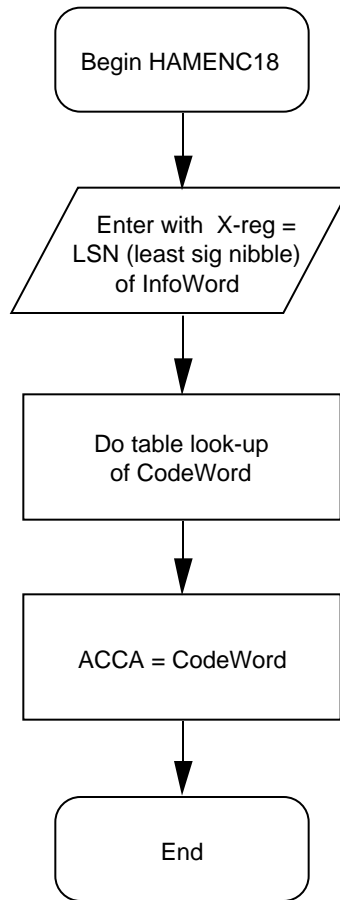 Begin HAMENC18
Enter with X-reg =
LSN (least sig nibble)
of InfoWord
Do table look-up
of CodeWord
ACCA = CodeWord
End